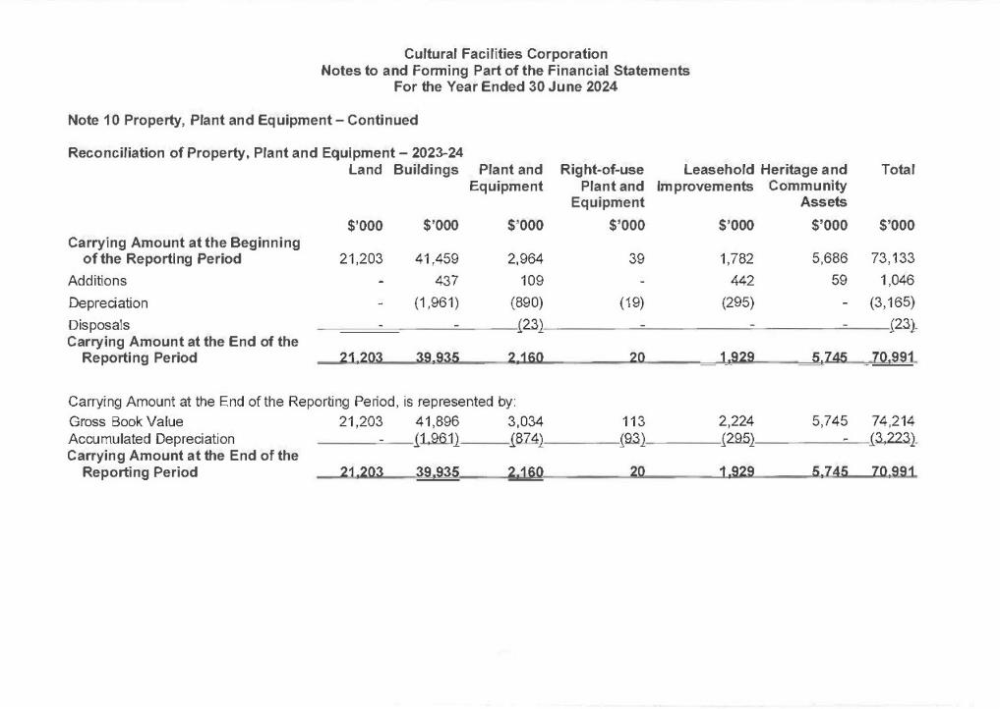 Cultural Facilities Corporation
Notes to and Forming Part of the Financial Statements
For the Year Ended 30 June 2024
Note 10 Property, Plant and Equipment – Continued
Reconciliation of Property, Plant and Equipment – 2023-24
Land Buildings Plant and Right-of-use Leasehold Heritage and Total
Equipment Plant and Improvements Community
Equipment Assets
$'000 $'000 $'000 $'000 $'000 $'000 $'000
Carrying Amount at the Beginning
of the Reporting Period 21,203 41,459 2,964 39 1,782 5,686 73,133
Additions - 437 109 - 442 59 1,046
Depreciation - (1,961) (890) (19) (295) - (3,165)
Disposals - - (23) - - - (23)
Carrying Amount at the End of the
Reporting Period 21,203 39,935 2,160 20 1,929 5,745 70,991
Carrying Amount at the End of the Reporting Period, is represented by:
Gross Book Value 21,203 41,896 3,034 113 2,224 5,745 74,214
Accumulated Depreciation - (1,961) (874) (93) (295) - (3,223)
Carrying Amount at the End of the
Reporting Period 21,203 39,935 2,160 20 1,929 5,745 70,991